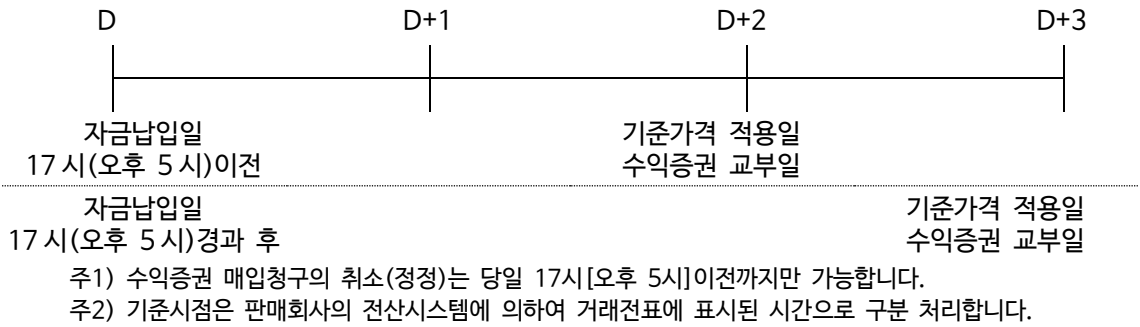 D D+1 D+2 D+3
자금납입일 기준가격 적용일
17시(오후 5시)이전 수익증권 교부일
자금납입일 기준가격 적용일
17시(오후 5시)경과 후 수익증권 교부일
주1) 수익증권 매입청구의 취소(정정)는 당일 17시[오후 5시]이전까지만 가능합니다.
주2) 기준시점은 판매회사의 전산시스템에 의하여 거래전표에 표시된 시간으로 구분 처리합니다.